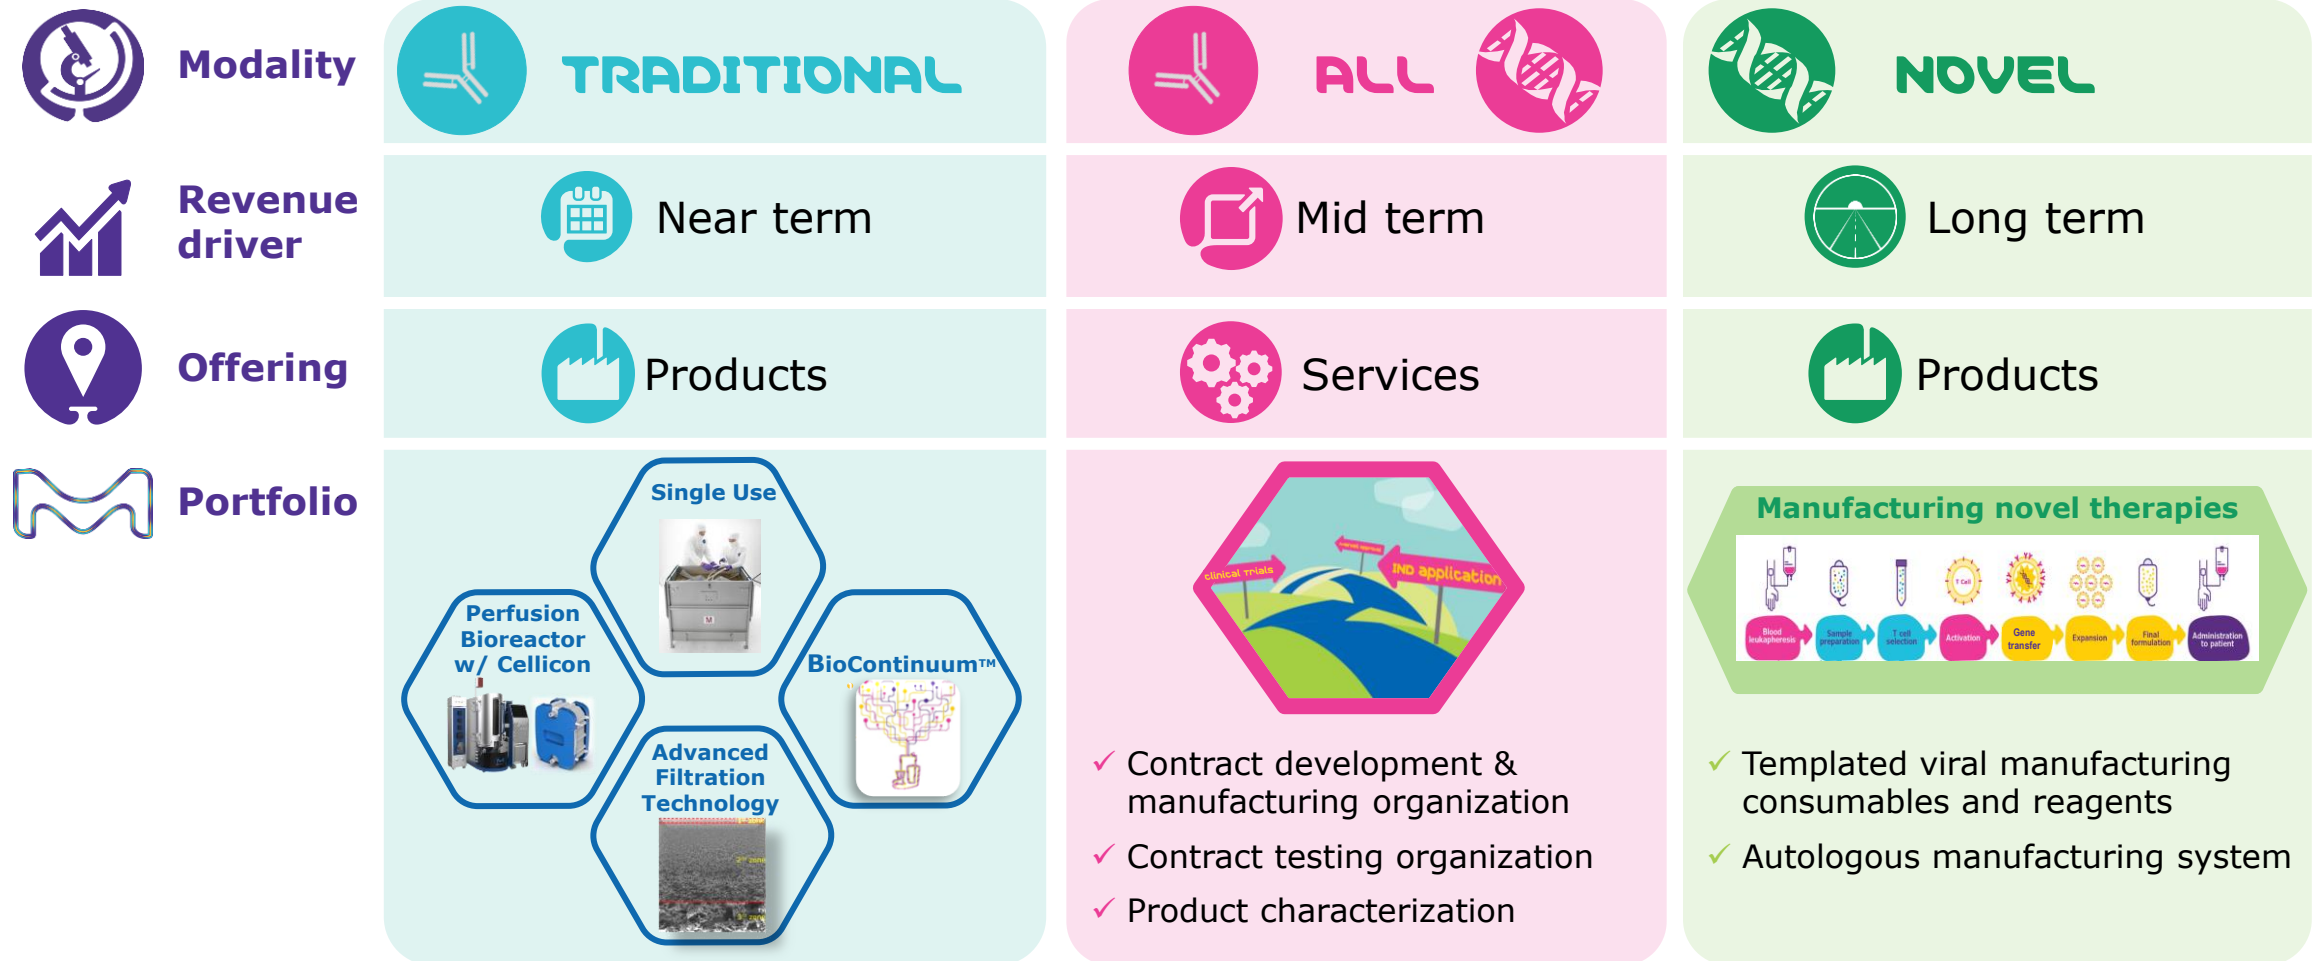 Modality
TRADITIONAL
ALL
NOVEL
Revenue
driver
Near term
Mid term
Long term
Offering
Products
Services
Products
Portfolio
Single Use
Perfusion
Bioreactor
w/ Cellicon
BioContinuum™
Advanced
Filtration
Technology
2nd zone
clinical trials
IND application
Contract development &
manufacturing organization
Contract testing organization
Product characterization
Manufacturing novel therapies
T Cell
Blood
leukapheresis
Sample
preparation
T cell
selection
Activation
Gene
transfer
Expansion
Final
formulation
Administration
to patient
Templated viral manufacturing
consumables and reagents
Autologous manufacturing system